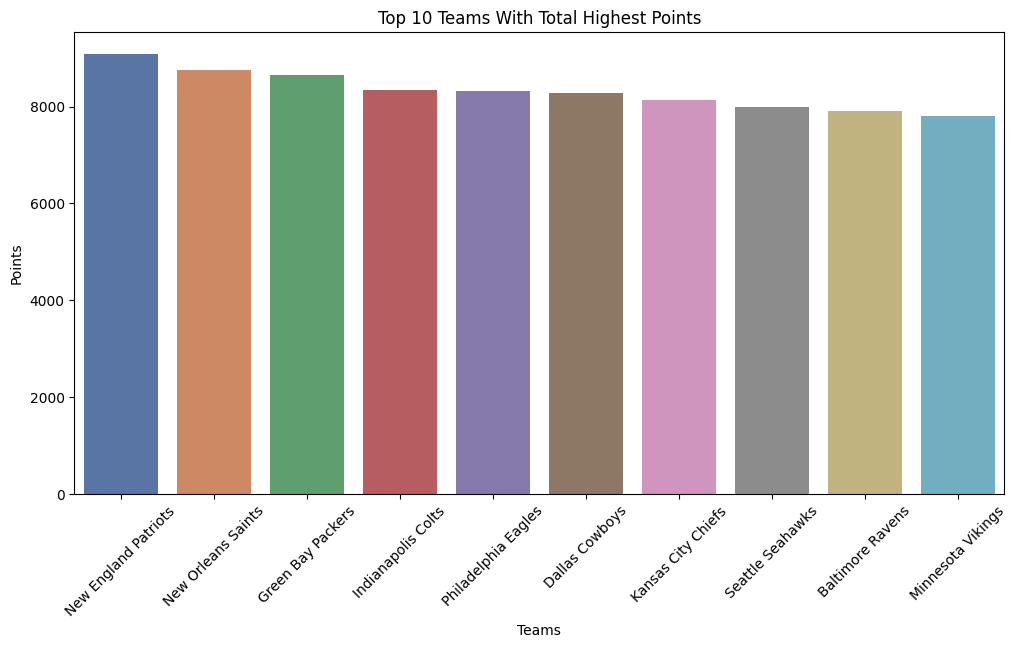 Top 10 Teams With Total Highest Points
Points
8000
6000
4000
2000
0
New England Patriots
New Orleans Saints
Green Bay Packers
Indianapolis Colts
Philadelphia Eagles
Dallas Cowboys
Kansas City Chiefs
Seattle Seahawks
Baltimore Ravens
Minnesota Vikings
Teams